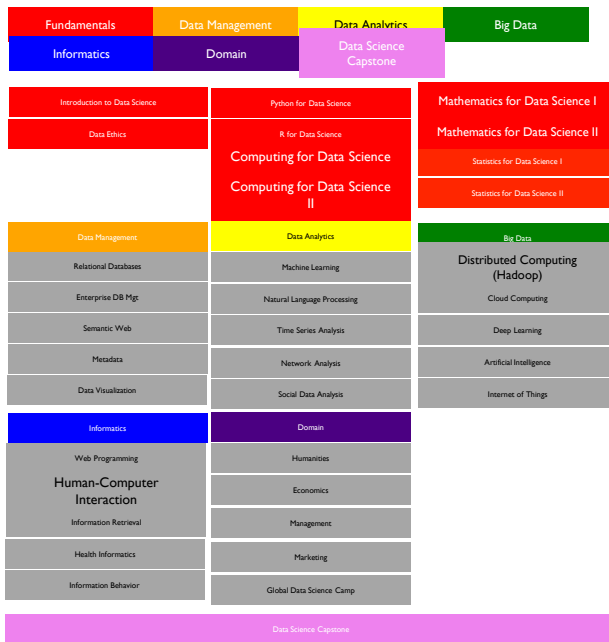 Fundamentals
Data Management
Data Analytics
Big Data
Informatics
Domain
Data Science
Capstone
Introduction to Data Science
Data Ethics
Python for Data Science
R for Data Science
Computing for Data Science
Computing for Data Science
II
Mathematics for Data Science I
Mathematics for Data Science II
Statistics for Data Science I
Statistics for Data Science II
Data Management
Relational Databases
Enterprise DB Mgt
Semantic Web
Metadata
Data Visualization
Data Analytics
Machine Learning
Natural Language Processing
Time Series Analysis
Network Analysis
Social Data Analysis
Big Data
Distributed Computing
(Hadoop)
Cloud Computing
Deep Learning
Artificial Intelligence
Internet of Things
Informatics
Web Programming
Human-Computer
Interaction
Information Retrieval
Health Informatics
Information Behavior
Domain
Humanities
Economics
Management
Marketing
Global Data Science Camp
Data Science Capstone